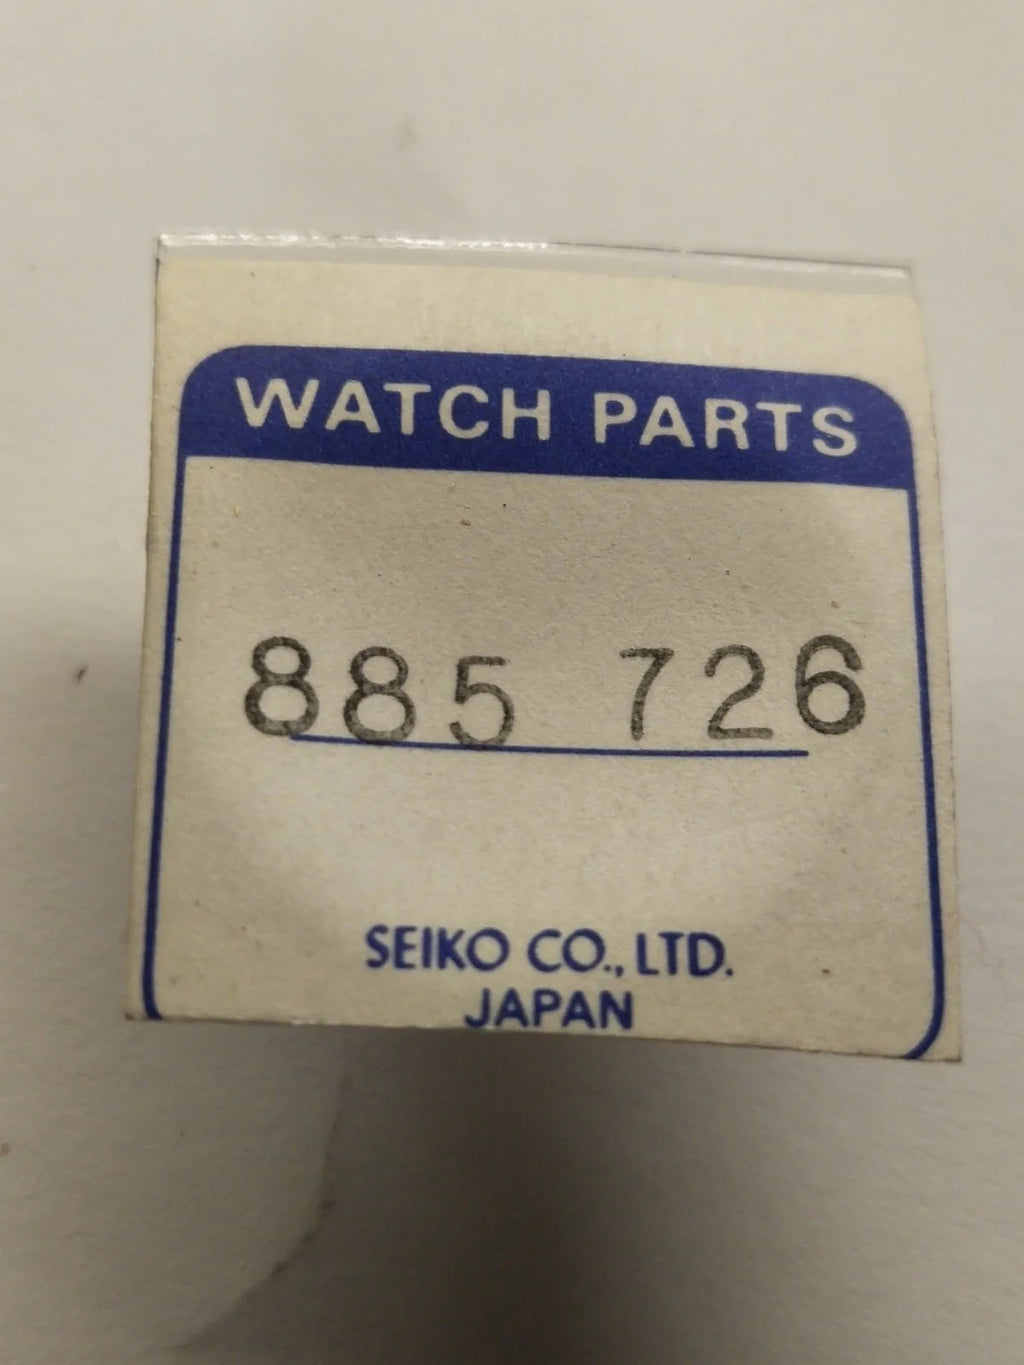 WATCH PARTS
885 726
SEIKO CO., LTD.
JAPAN